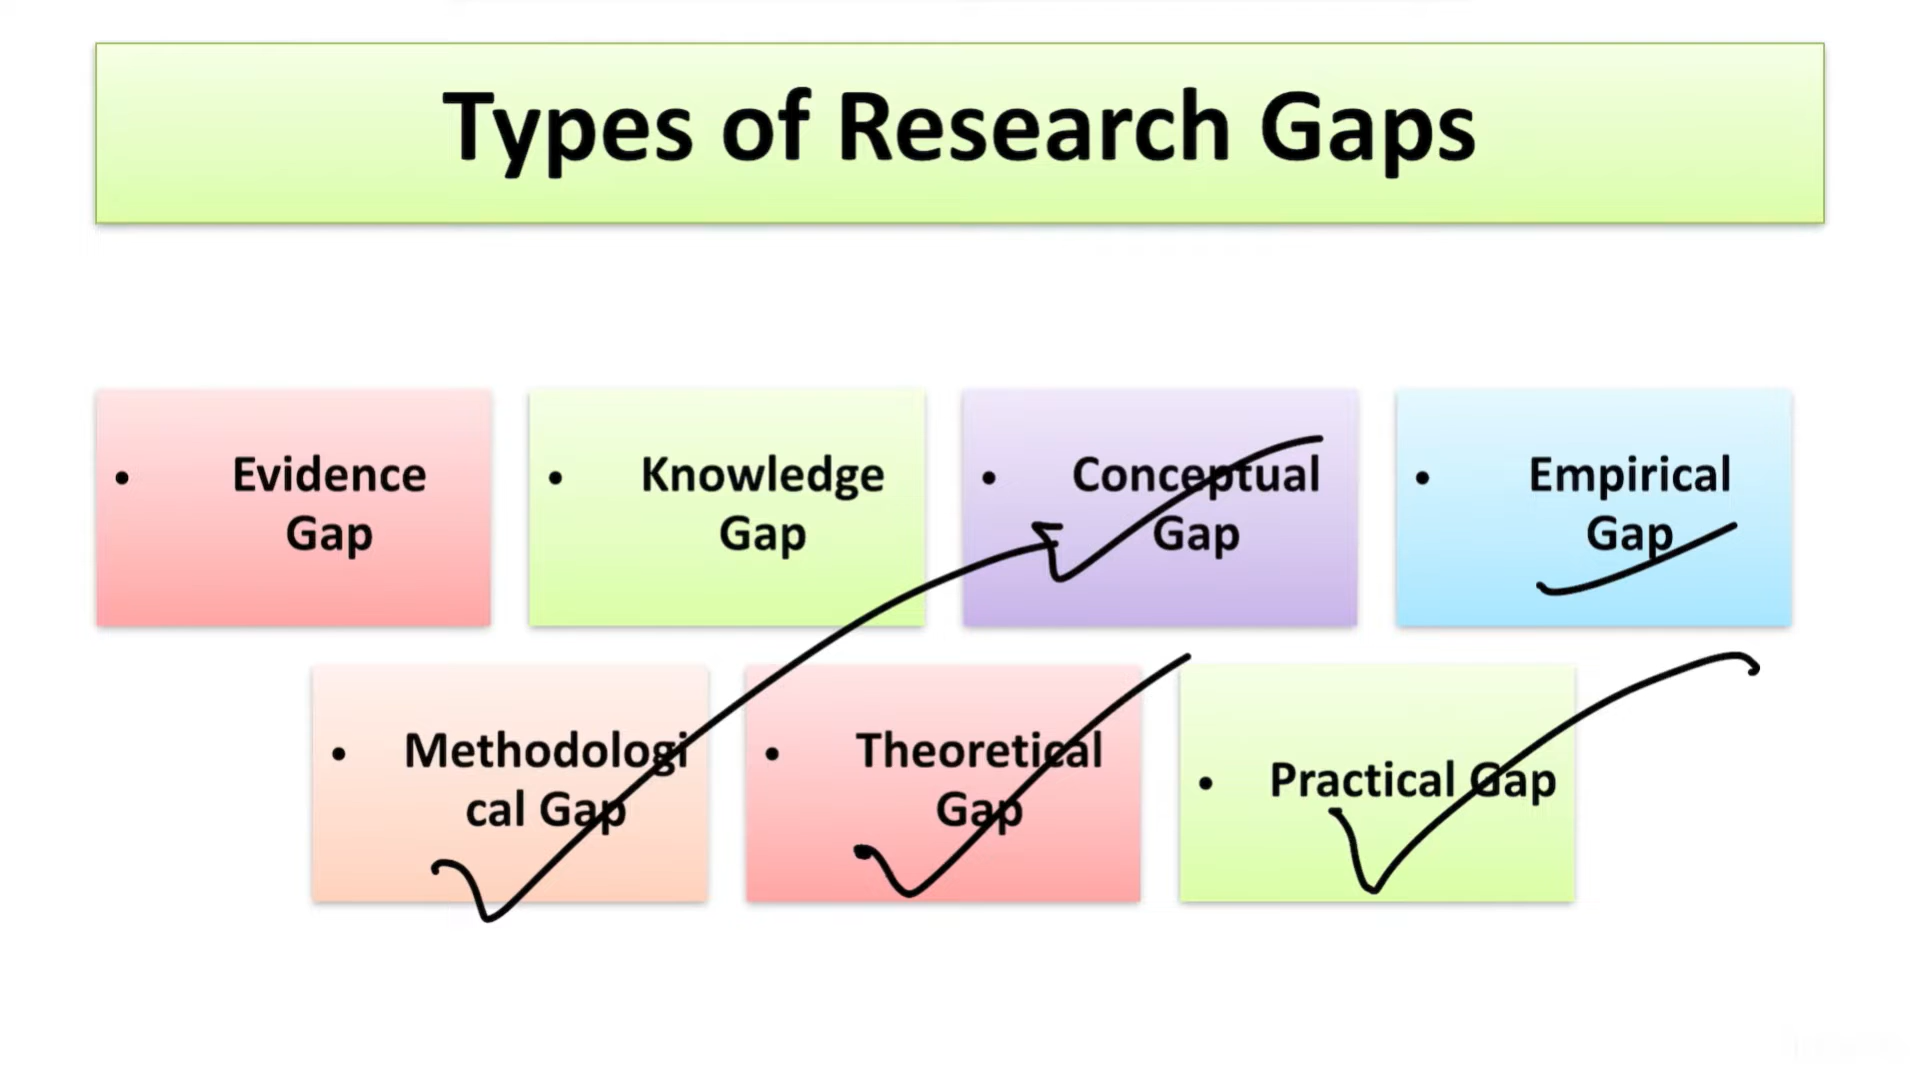 Types of Research Gaps
• Evidence
Gap
• Knowledge
Gap
• Conceptual
Gap
• Empirical
Gap
• Methodologi
cal Gap
• Theoretical
Gap
• Practical Gap